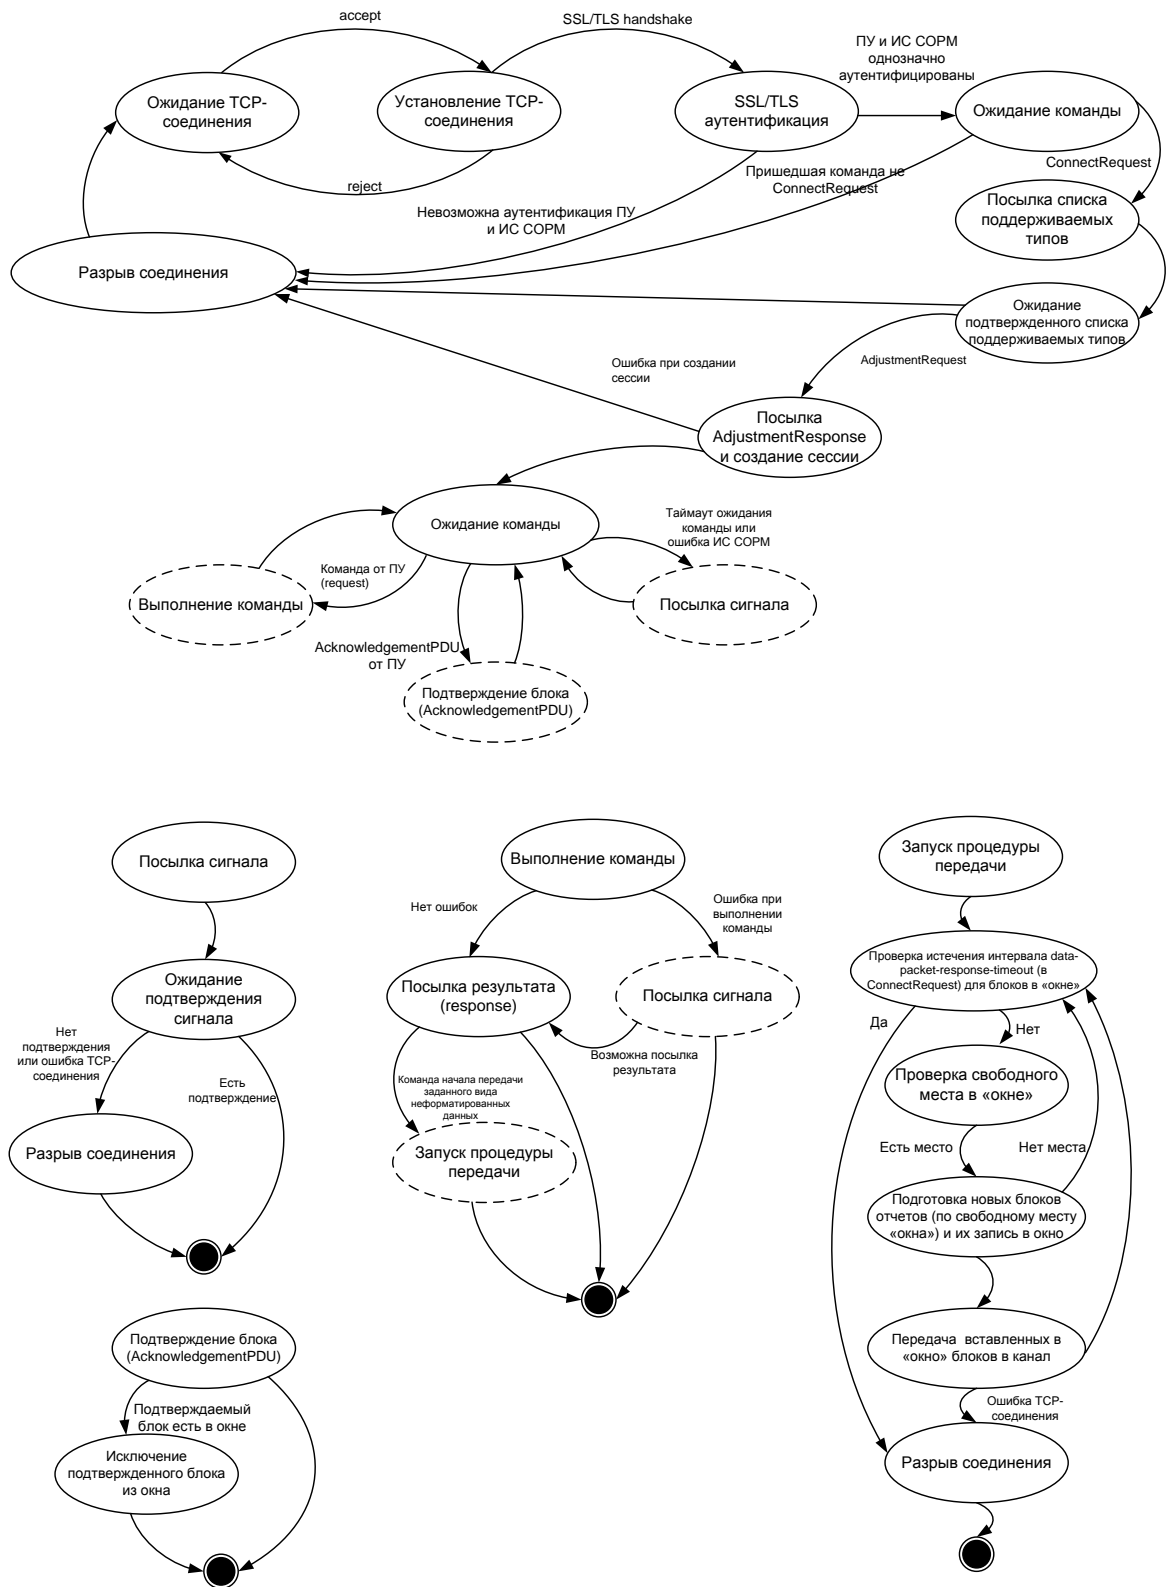 accept
SSL/TLS handshake
ПУ и ИС СОРМ
однозначно
аутентифицированы
Ожидание TCP-
соединения
Установление TCP-
соединения
SSL/TLS
аутентификация
Ожидание команды
reject
Пришедшая команда не
ConnectRequest
ConnectRequest
Невозможна аутентификация ПУ
и ИС СОРМ
Посылка списка
поддерживаемых
типов
Разрыв соединения
Ожидание
подтвержденного списка
поддерживаемых типов
Ошибка при создании
сессии
AdjustmentRequest
Посылка
AdjustmentResponse
и создание сессии
Ожидание команды
Таймаут ожидания
команды или
ошибка ИС СОРМ
Команда от ПУ
(request)
Выполнение команды
Посылка сигнала
AcknowledgementPDU
от ПУ
Подтверждение блока
(AcknowledgementPDU)
Посылка сигнала
Ожидание
подтверждения
сигнала
Нет
подтверждения
или ошибка TCP-
соединения
Есть
подтверждение
Разрыв соединения
Подтверждение блока
(AcknowledgementPDU)
Подтверждаемый
блок есть в окне
Исключение
подтвержденного блока
из окна
Выполнение команды
Нет ошибок
Ошибка при
выполнении
команды
Посылка результата
(response)
Посылка сигнала
Возможна посылка
результата
Команда начала передачи
заданного вида
неформатированных
данных
Запуск процедуры
передачи
Запуск процедуры
передачи
Проверка истечения интервала data-
packet-response-timeout (в
ConnectRequest) для блоков в «окне»
Да
Нет
Проверка свободного
места в «окне»
Есть место
Нет места
Подготовка новых блоков
отчетов (по свободному месту
«окна») и их запись в окно
Передача вставленных в
«окно» блоков в канал
Ошибка TCP-
соединения
Разрыв соединения